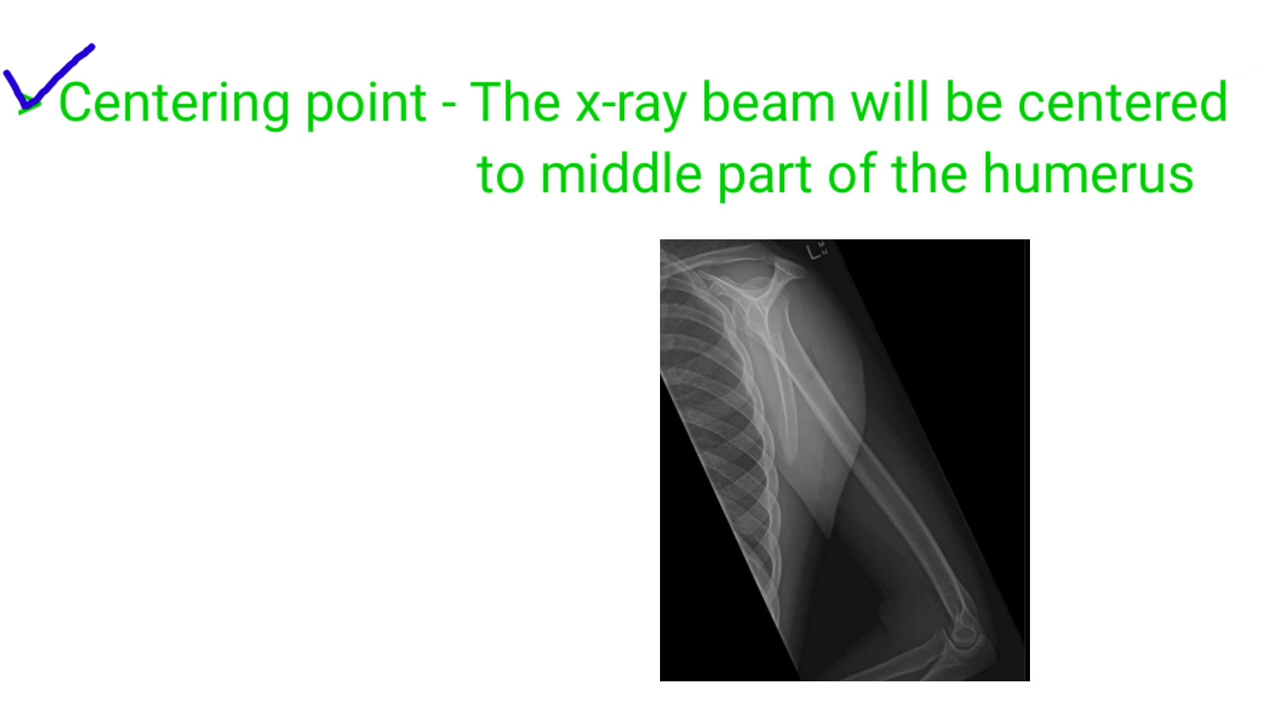 ➢ Centering point - The x-ray beam will be centered
to middle part of the humerus
L